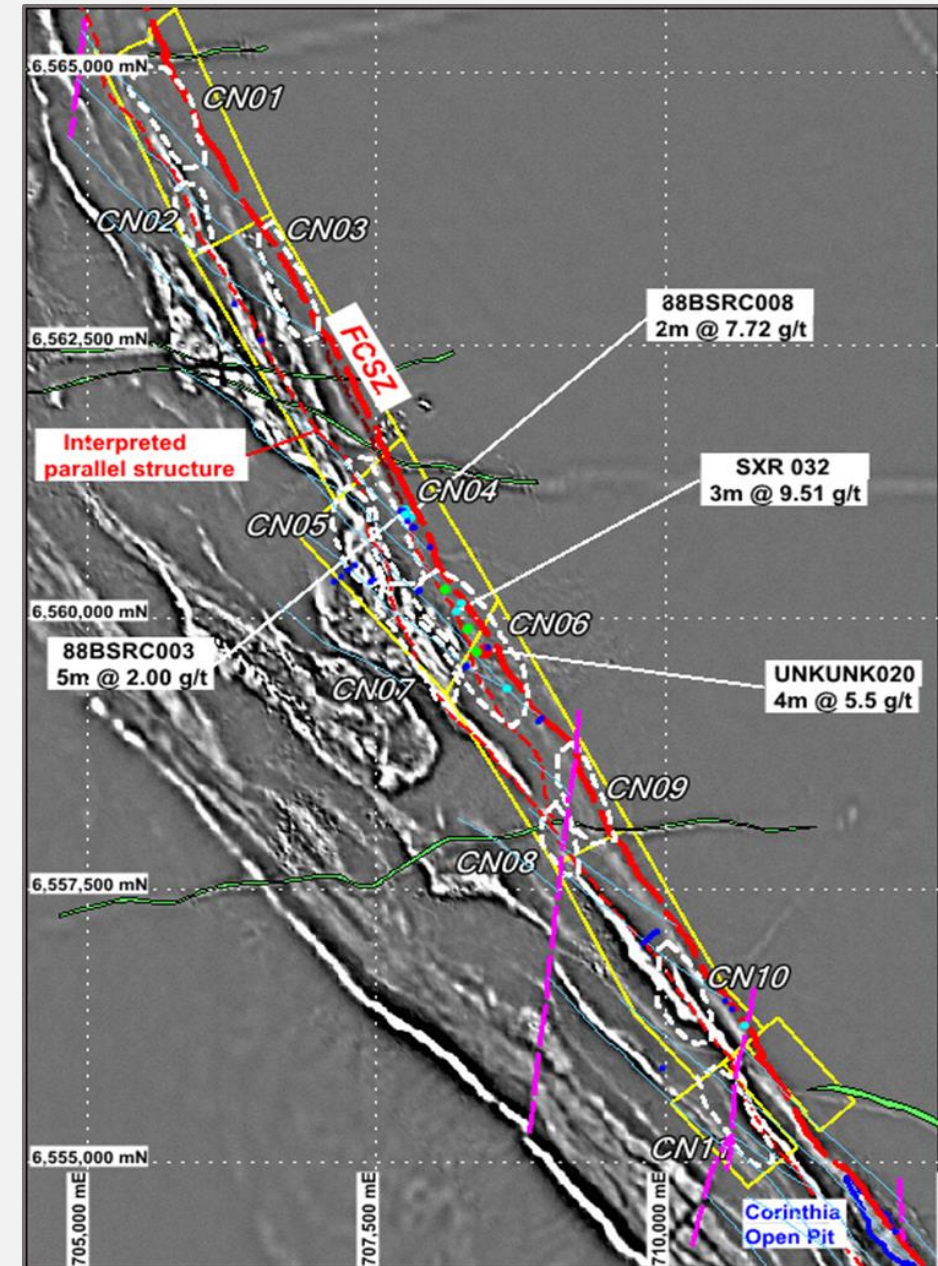 6,565,000 mN
CN01
CN02
CN03
88BSRC008
2m @ 7.72 g/t
6,562,500 mN
FCSZ
Interpreted
parallel structure
SXR 032
3m @ 9.51 g/t
CN04
CN05
6,560,000 mN
CN06
88BSRC003
5m @ 2.00 g/t
UNKUNK020
4m @ 5.5 g/t
CN07
CN09
CN08
6,557,500 mN
CN10
CN11
6,555,000 mN
705,000 mE
707,500 mE
710,000 mE
Corinthia
Open Pit